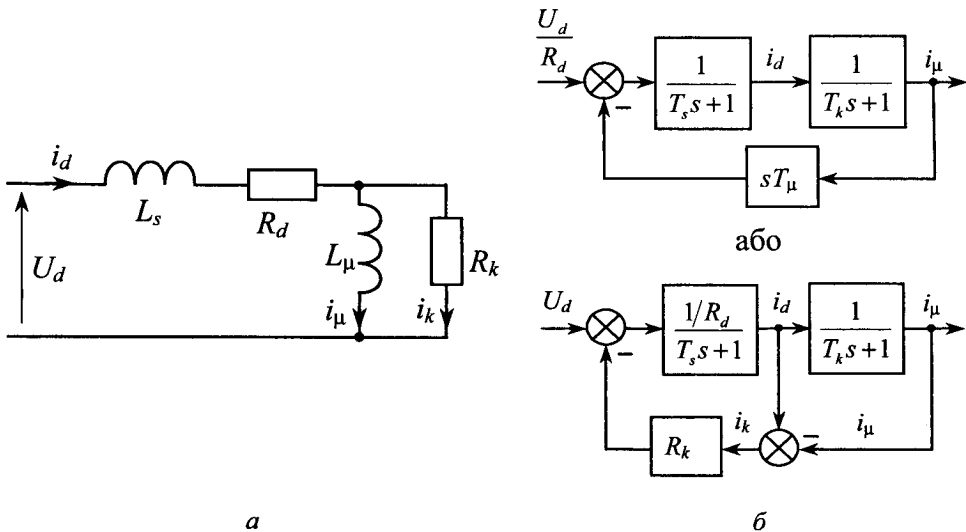 i_d
L_s
R_d
L_μ
R_k
U_d
i_μ
i_k
а
U_d
R_d
1
T_s s+1
i_d
1
T_k s+1
i_μ
−
sT_μ
або
U_d
1/R_d
T_s s+1
i_d
1
T_k s+1
i_μ
−
R_k
i_k
−
i_μ
б